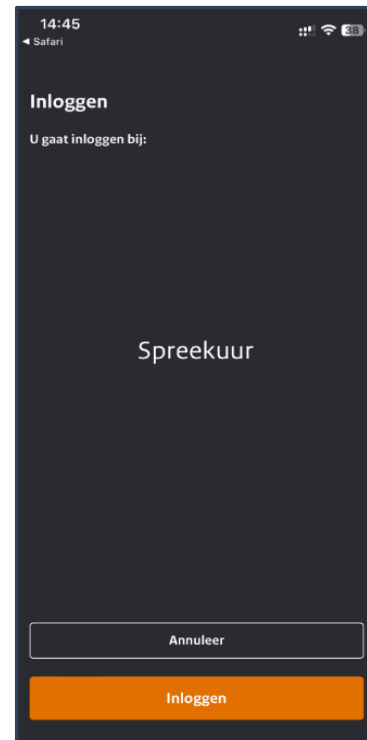 14:45
◄ Safari
38
Inloggen
U gaat inloggen bij:
Spreekuur
Annuleer
Inloggen